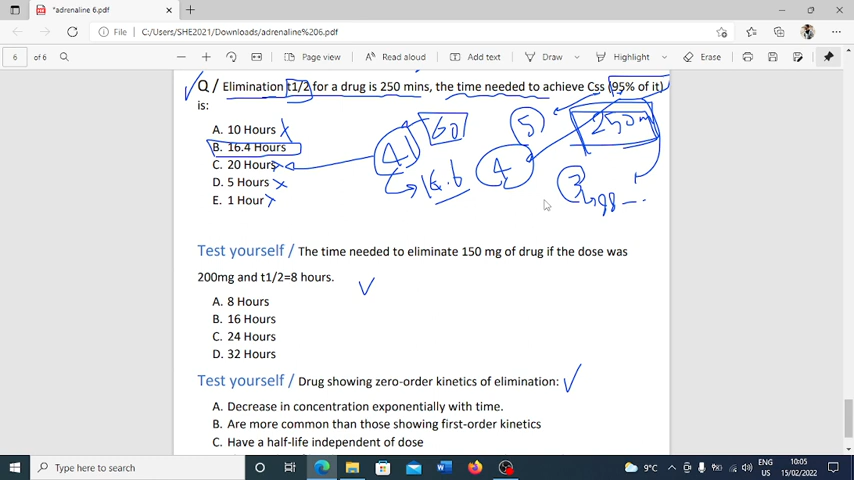 *adrenaline 6.pdf
File
C:/Users/SHE2021/Downloads/adrenaline%206.pdf
6 of 6
Page view
Read aloud
Add text
Draw
Highlight
Erase
Q / Elimination t1/2 for a drug is 250 mins, the time needed to achieve Css (95% of it)
is:
A. 10 Hours
B. 16.4 Hours
C. 20 Hours
D. 5 Hours
E. 1 Hour
60
5
250 m
4
16.6
4
3
98
Test yourself / The time needed to eliminate 150 mg of drug if the dose was
200mg and t1/2=8 hours.
A. 8 Hours
B. 16 Hours
C. 24 Hours
D. 32 Hours
Test yourself / Drug showing zero-order kinetics of elimination:
A. Decrease in concentration exponentially with time.
B. Are more common than those showing first-order kinetics
C. Have a half-life independent of dose
Type here to search
9°C
ENG
US
10:05
15/02/2022